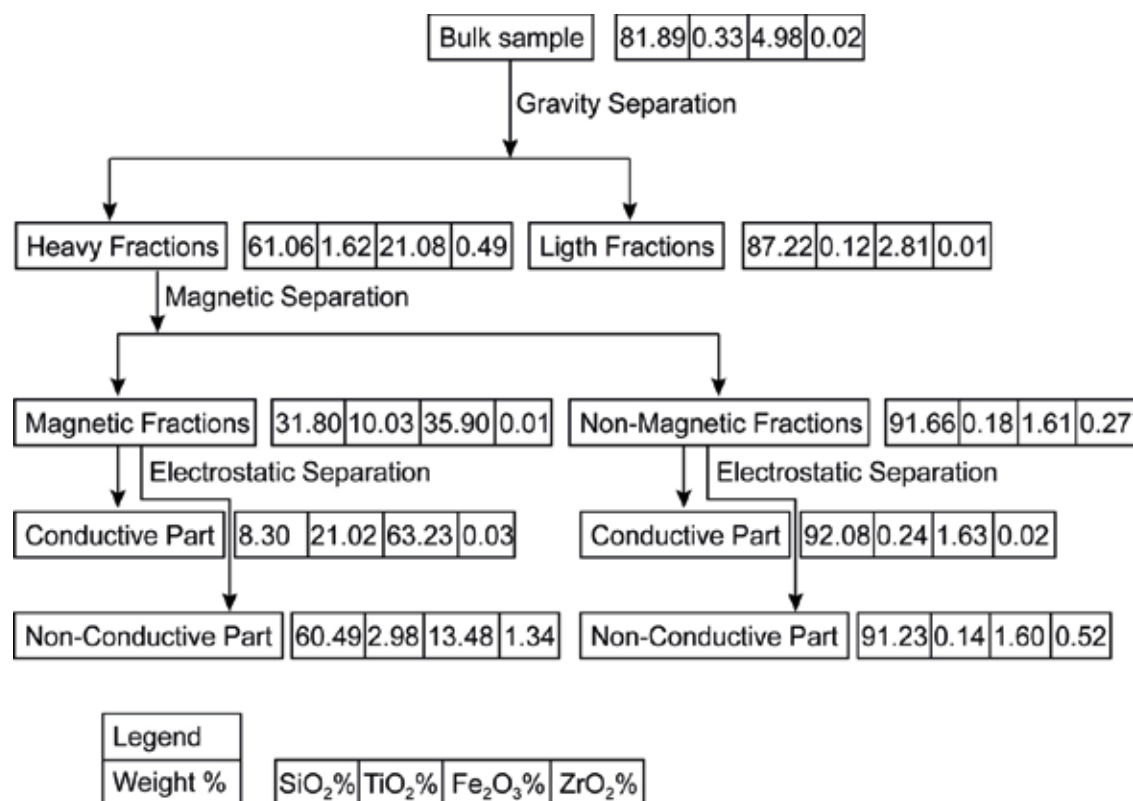 Bulk sample 81.89 0.33 4.98 0.02
Gravity Separation
Heavy Fractions 61.06 1.62 21.08 0.49 Ligth Fractions 87.22 0.12 2.81 0.01
Magnetic Separation
Magnetic Fractions 31.80 10.03 35.90 0.01 Non-Magnetic Fractions 91.66 0.18 1.61 0.27
Electrostatic Separation Electrostatic Separation
Conductive Part 8.30 21.02 63.23 0.03 Conductive Part 92.08 0.24 1.63 0.02
Non-Conductive Part 60.49 2.98 13.48 1.34 Non-Conductive Part 91.23 0.14 1.60 0.52
Legend
Weight % SiO₂% TiO₂% Fe₂O₃% ZrO₂%